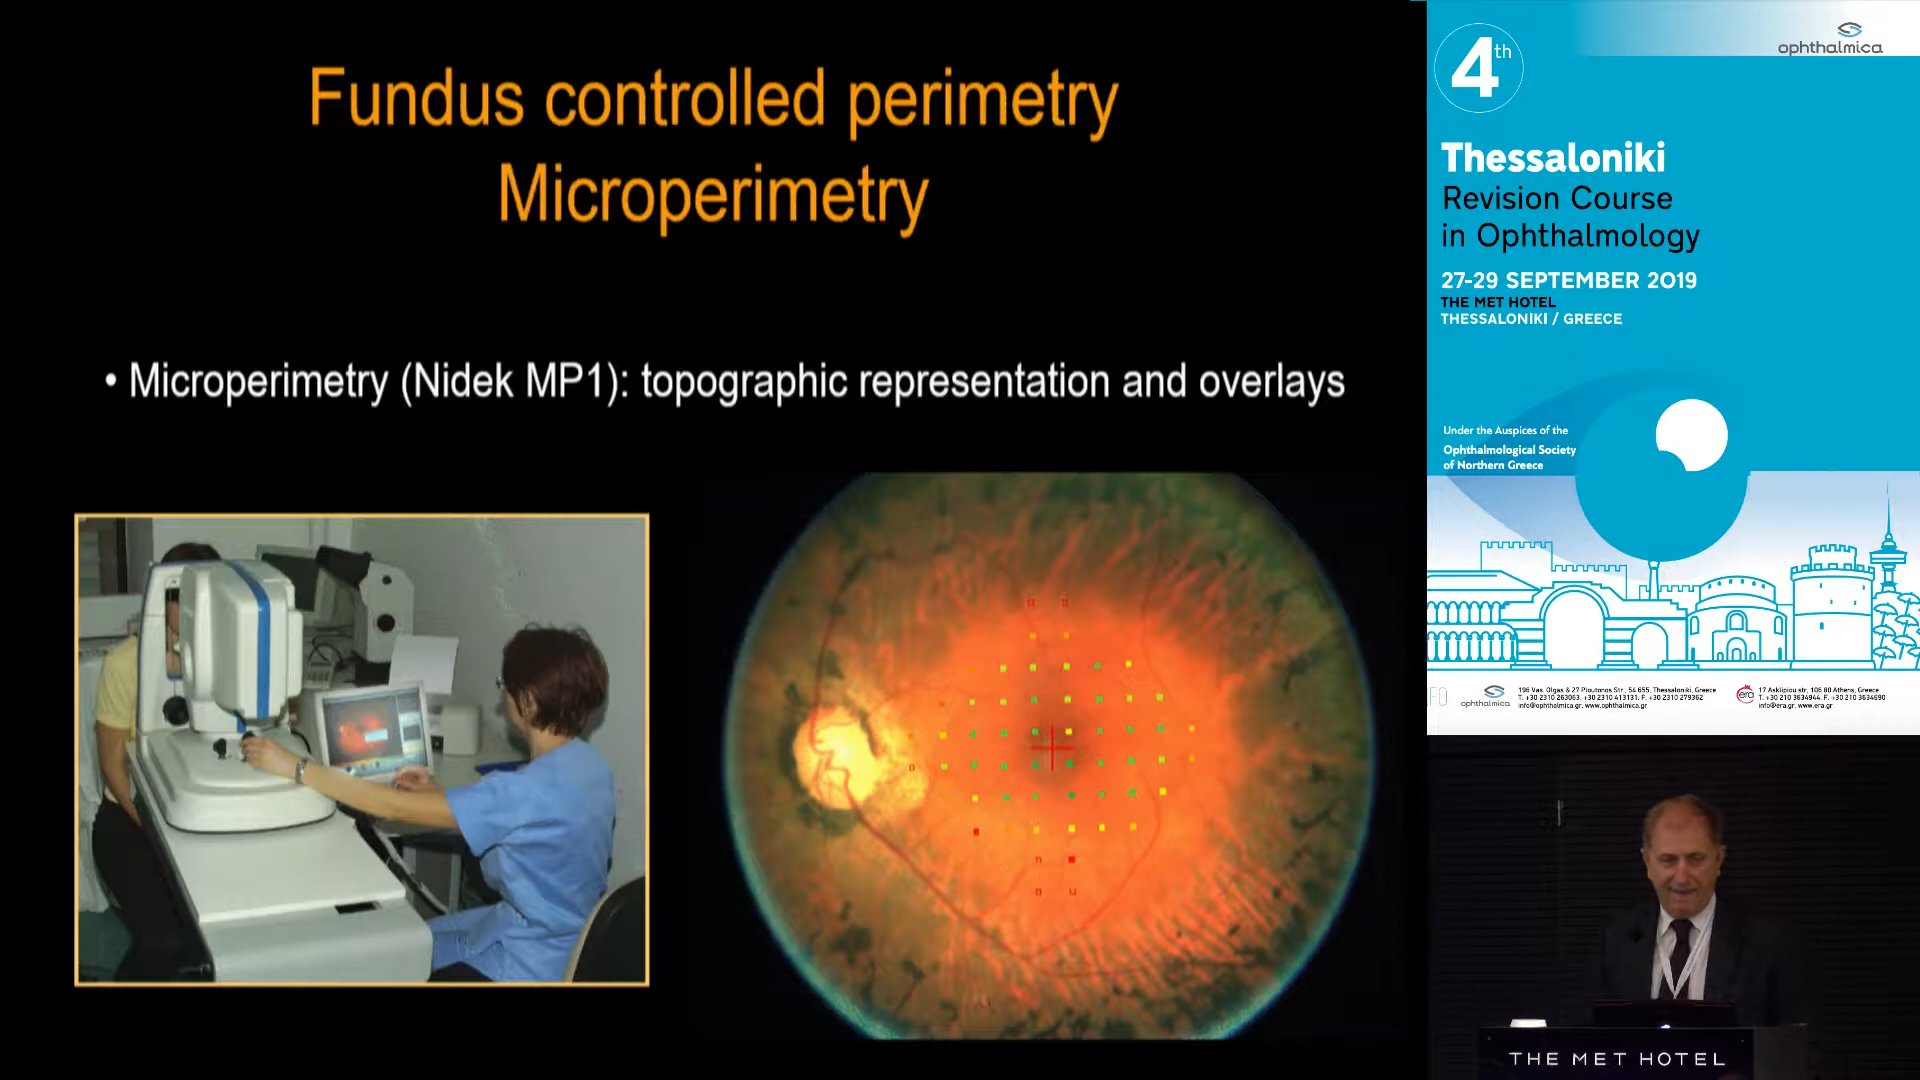 Fundus controlled perimetry
Microperimetry
• Microperimetry (Nidek MP1): topographic representation and overlays
ophthalmica
4th
Thessaloniki
Revision Course
in Ophthalmology
27-29 SEPTEMBER 2019
THE MET HOTEL
THESSALONIKI / GREECE
Under the Auspices of the
Ophthalmological Society
of Northern Greece
ophthalmica
196 Vas. Olgas & 27 Ploutonos Str., 54 655, Thessaloniki, Greece
T. +30 2310 263063, +30 2310 413131, F. +30 2310 279362
info@ophthalmica.gr, www.ophthalmica.gr
era
17 Asklipiou str, 106 80 Athens, Greece
T. +30 210 3634944, F. +30 210 3634690
info@era.gr, www.era.gr
THE MET HOTEL